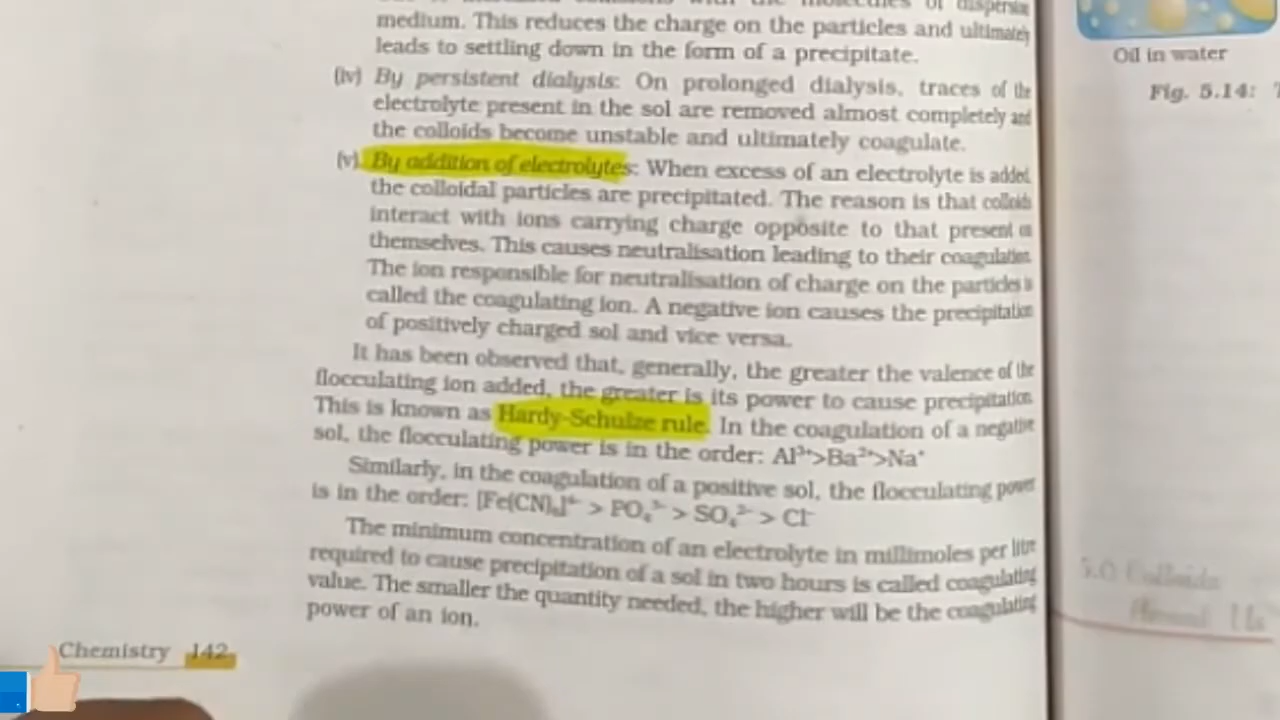 medium. This reduces the charge on the particles and ultimately
leads to settling down in the form of a precipitate.
(iv) By persistent dialysis: On prolonged dialysis, traces of the
electrolyte present in the sol are removed almost completely and
the colloids become unstable and ultimately coagulate.
(v) By addition of electrolytes: When excess of an electrolyte is added,
the colloidal particles are precipitated. The reason is that colloids
interact with ions carrying charge opposite to that present on
themselves. This causes neutralisation leading to their coagulation.
The ion responsible for neutralisation of charge on the particles is
called the coagulating ion. A negative ion causes the precipitation
of positively charged sol and vice versa.
It has been observed that, generally, the greater the valence of the
flocculating ion added, the greater is its power to cause precipitation.
This is known as Hardy-Schulze rule. In the coagulation of a negative
sol, the flocculating power is in the order: Al³⁺>Ba²⁺>Na⁺
Similarly, in the coagulation of a positive sol, the flocculating power
is in the order: [Fe(CN)₆]⁴⁻ > PO₄³⁻ > SO₄²⁻ > Cl⁻
The minimum concentration of an electrolyte in millimoles per litre
required to cause precipitation of a sol in two hours is called coagulating
value. The smaller the quantity needed, the higher will be the coagulating
power of an ion.
Chemistry 142
Oil in water
Fig. 5.14: